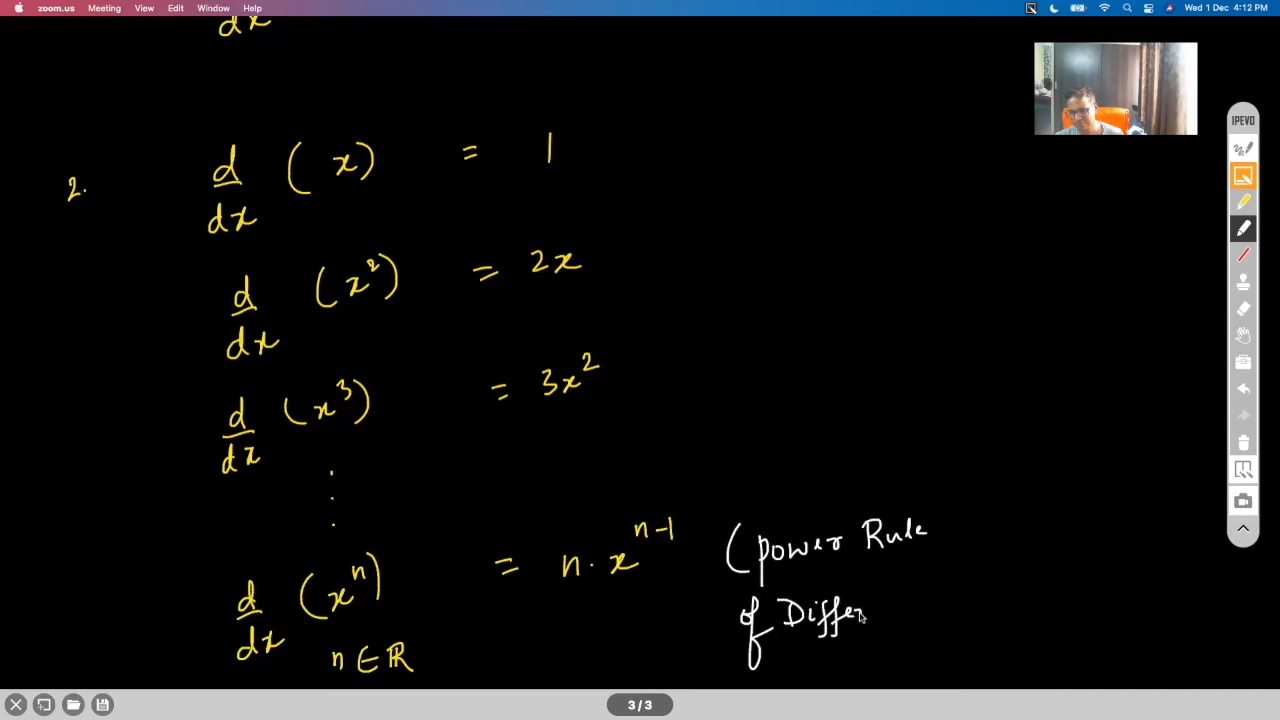 zoom.us Meeting View Edit Window Help Wed 1 Dec 4:12 PM
dx
IPEVO
2. d/dx (x) = 1
d/dx (x²) = 2x
d/dx (x³) = 3x²
⋮
d/dx (xⁿ) = n · xⁿ⁻¹ (power Rule
n ∈ ℝ of Differ
3/3